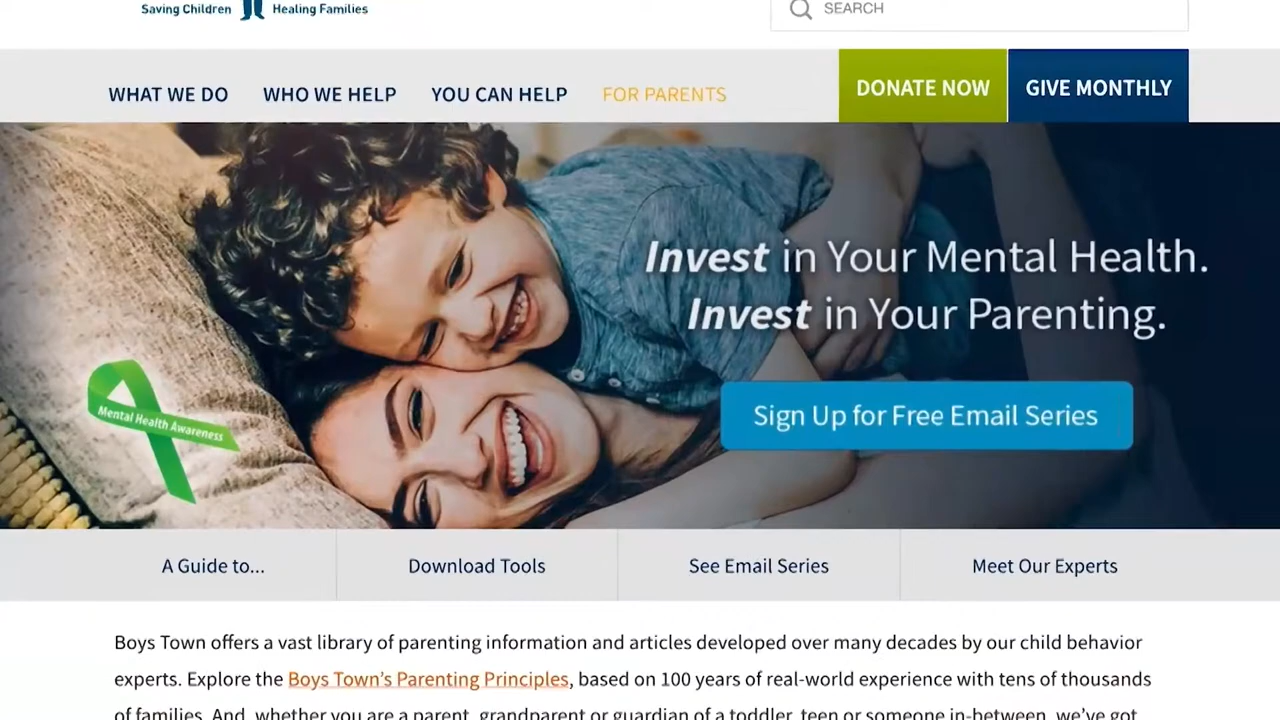 Saving Children Healing Families
SEARCH
WHAT WE DO
WHO WE HELP
YOU CAN HELP
FOR PARENTS
DONATE NOW
GIVE MONTHLY
Invest in Your Mental Health.
Invest in Your Parenting.
Mental Health Awareness
Sign Up for Free Email Series
A Guide to...
Download Tools
See Email Series
Meet Our Experts
Boys Town offers a vast library of parenting information and articles developed over many decades by our child behavior
experts. Explore the Boys Town's Parenting Principles, based on 100 years of real-world experience with tens of thousands
of families. And, whether you are a parent, grandparent or guardian of a toddler, teen or someone in-between, we've got